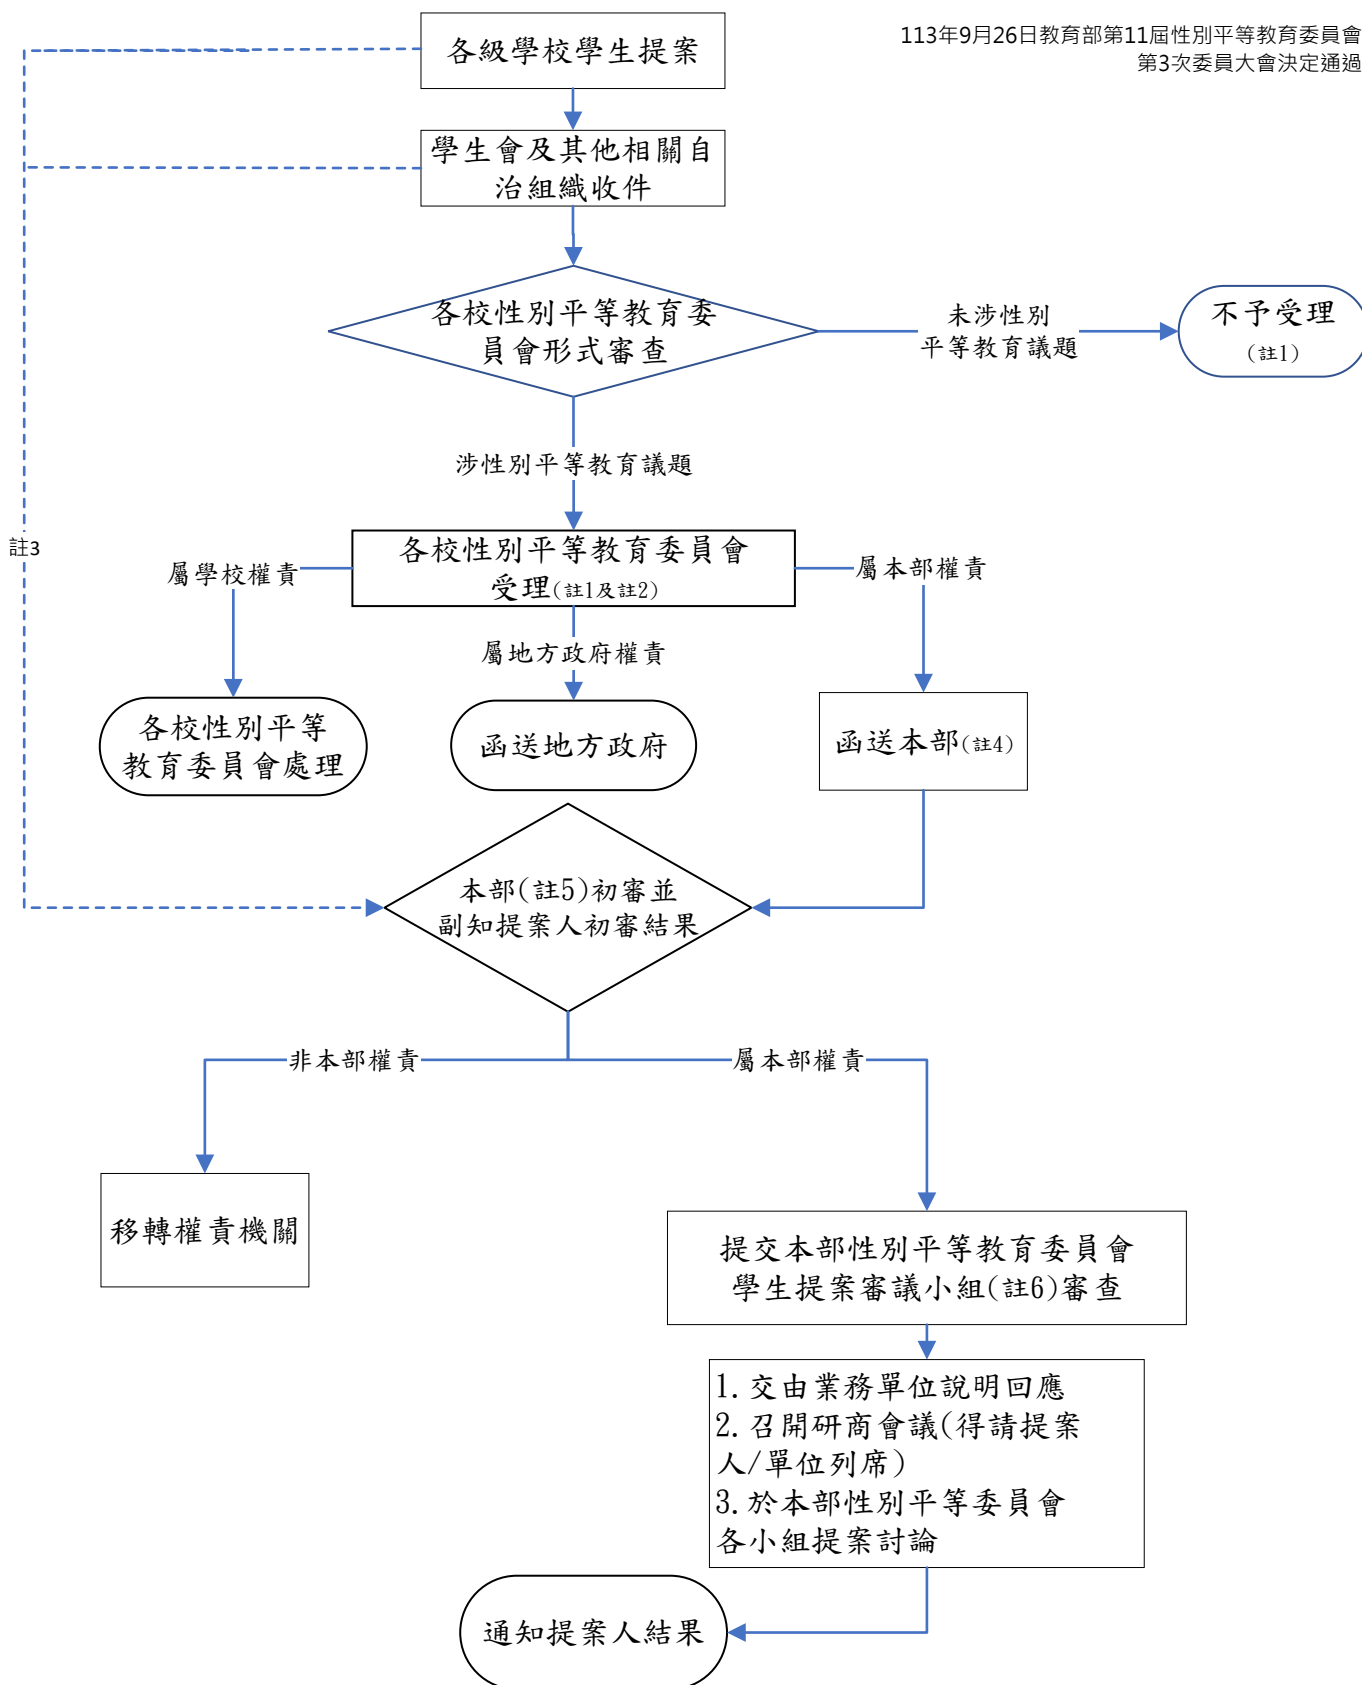 各級學校學生提案
113年9月26日教育部第11屆性別平等教育委員會
第3次委員大會決定通過
學生會及其他相關自
治組織收件
各校性別平等教育委
員會形式審查
未涉性別
平等教育議題
不予受理
(註1)
涉性別平等教育議題
註3
各校性別平等教育委員會
受理(註1及註2)
屬學校權責
屬本部權責
屬地方政府權責
各校性別平等
教育委員會處理
函送地方政府
函送本部(註4)
本部(註5)初審並
副知提案人初審結果
非本部權責
屬本部權責
移轉權責機關
提交本部性別平等教育委員會
學生提案審議小組(註6)審查
1.交由業務單位說明回應
2.召開研商會議(得請提案
人/單位列席)
3.於本部性別平等委員會
各小組提案討論
通知提案人結果